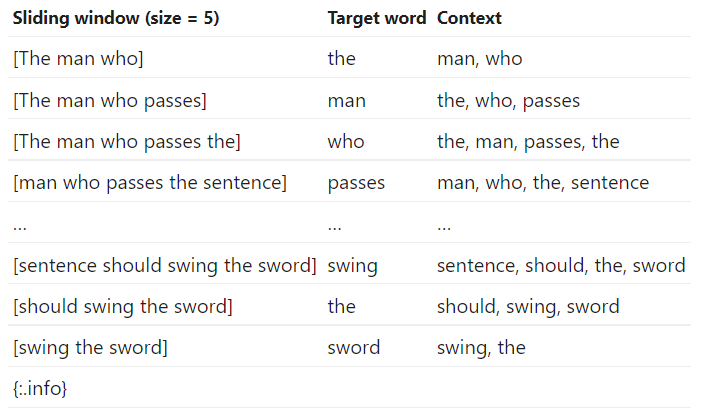 Sliding window (size = 5) Target word Context
[The man who] the man, who
[The man who passes] man the, who, passes
[The man who passes the] who the, man, passes, the
[man who passes the sentence] passes man, who, the, sentence
... ... ...
[sentence should swing the sword] swing sentence, should, the, sword
[should swing the sword] the should, swing, sword
[swing the sword] sword swing, the
{:.info}